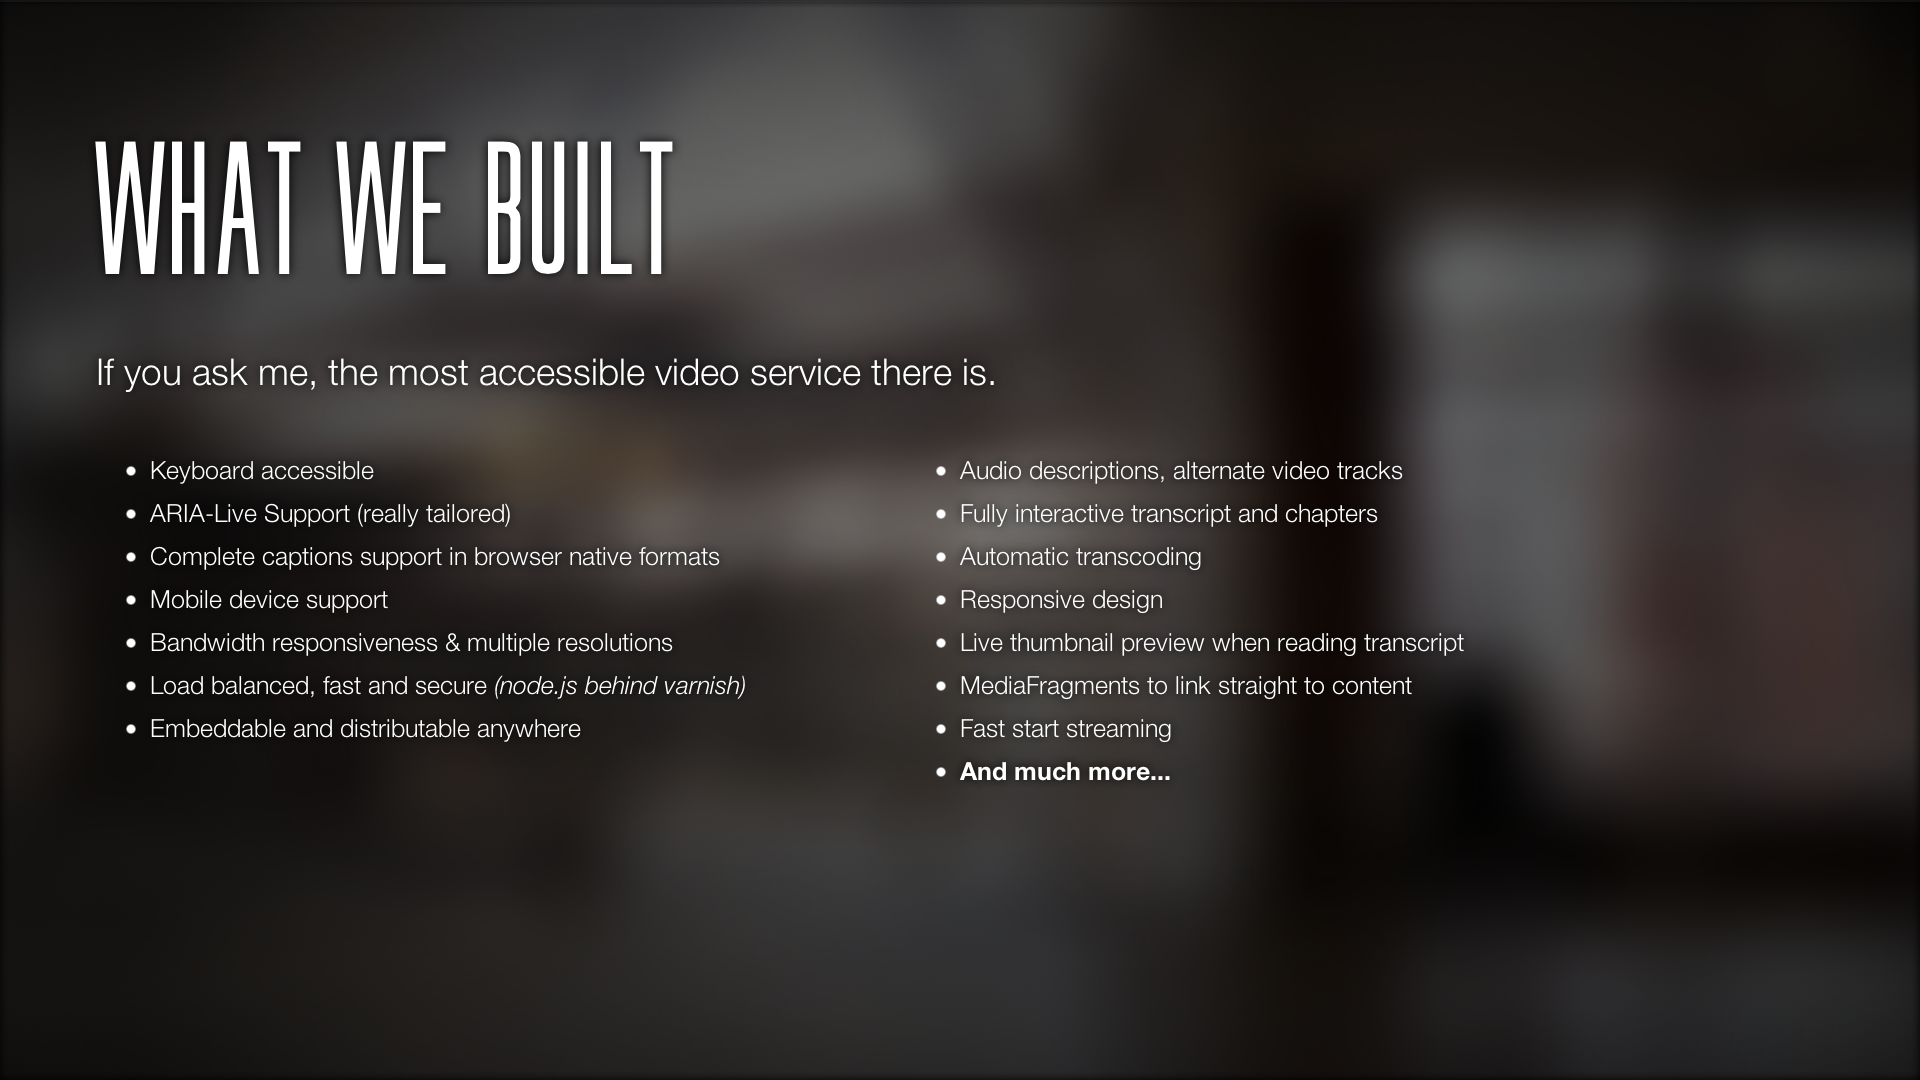 WHAT WE BUILT
If you ask me, the most accessible video service there is.
• Keyboard accessible
• ARIA-Live Support (really tailored)
• Complete captions support in browser native formats
• Mobile device support
• Bandwidth responsiveness & multiple resolutions
• Load balanced, fast and secure (node.js behind varnish)
• Embeddable and distributable anywhere
• Audio descriptions, alternate video tracks
• Fully interactive transcript and chapters
• Automatic transcoding
• Responsive design
• Live thumbnail preview when reading transcript
• MediaFragments to link straight to content
• Fast start streaming
• And much more...